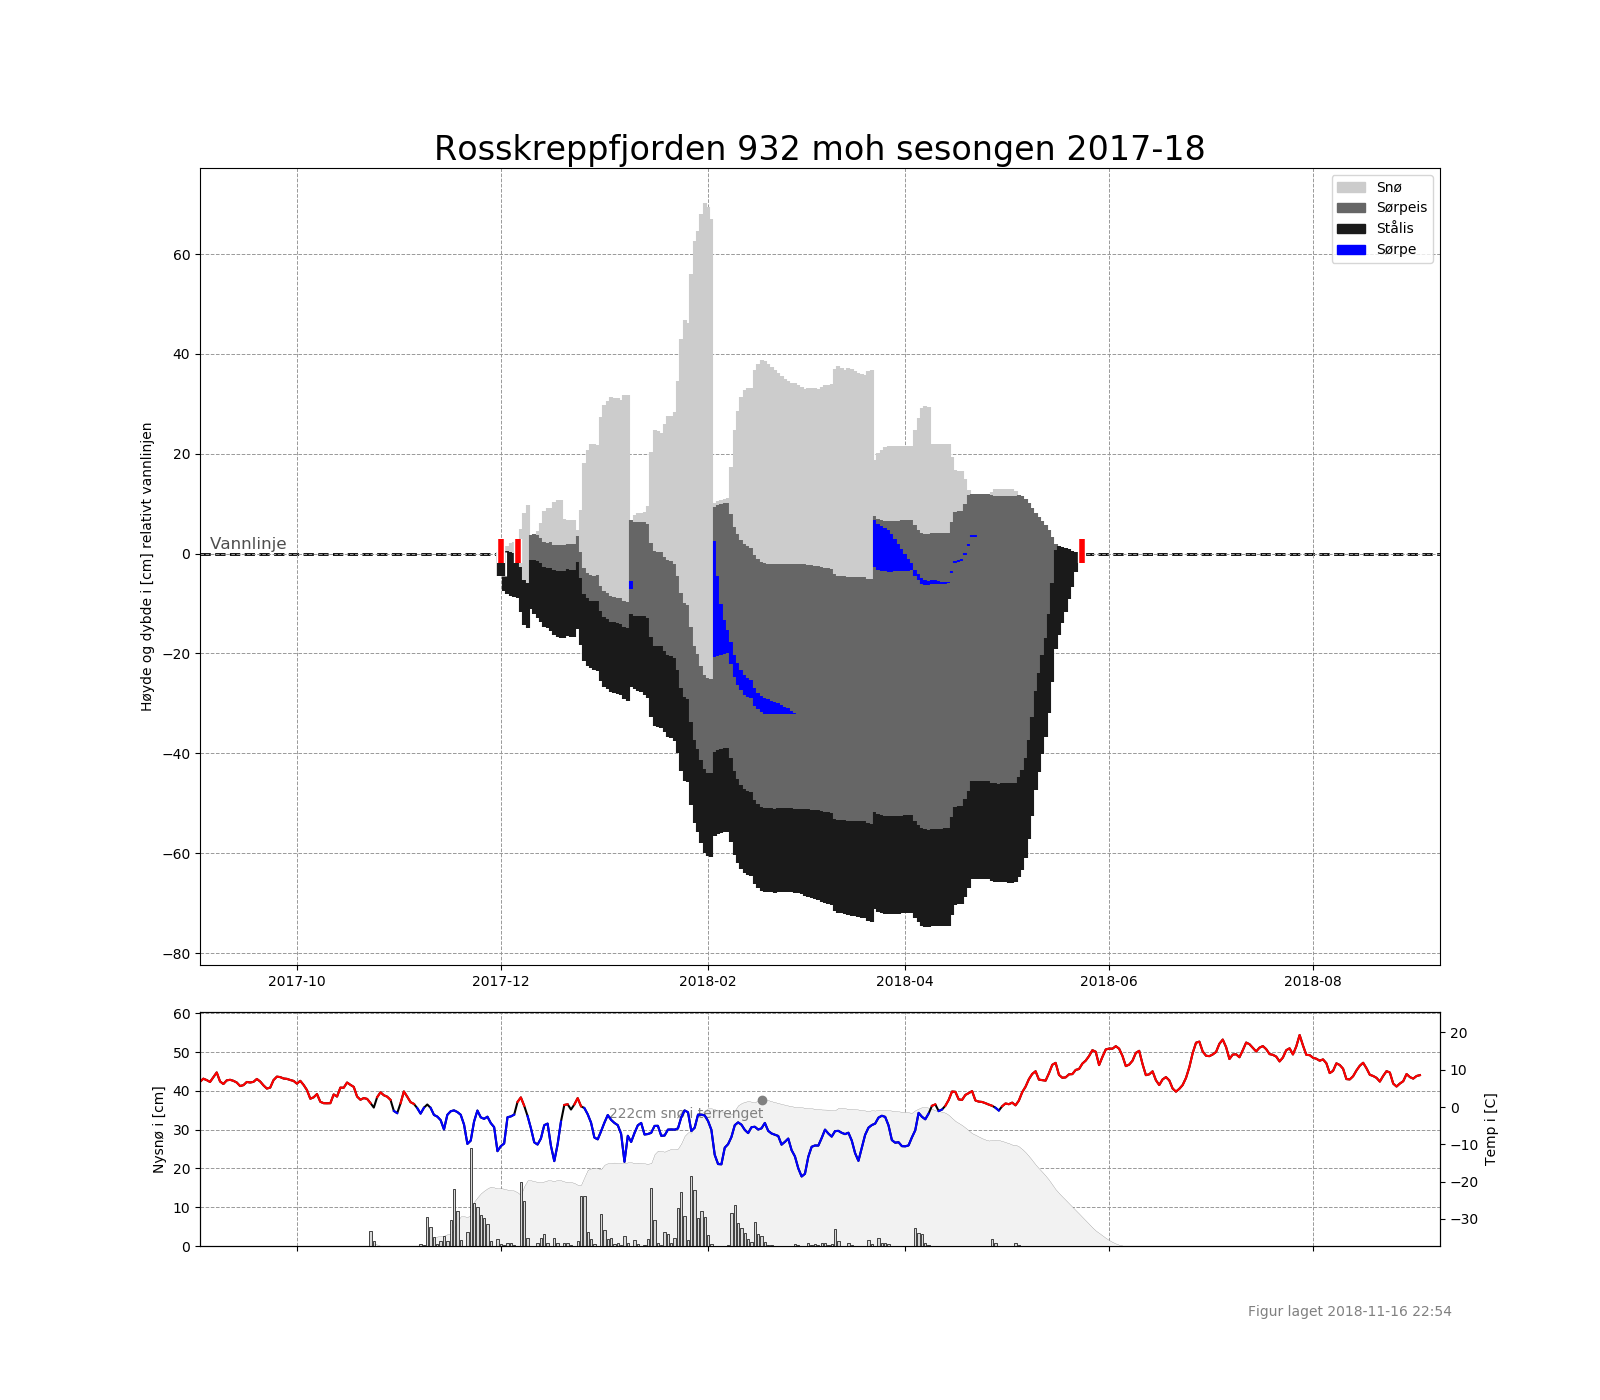 Rosskreppfjorden 932 moh sesongen 2017-18
Snø
Sørpeis
Stålis
Sørpe
Høyde og dybde i [cm] relativt vannlinjen
60
40
20
0
−20
−40
−60
−80
Vannlinje
2017-10
2017-12
2018-02
2018-04
2018-06
2018-08
Nysnø i [cm]
60
50
40
30
20
10
0
222cm snø i terrenget
20
10
0
−10
−20
−30
Temp i [C]
Figur laget 2018-11-16 22:54